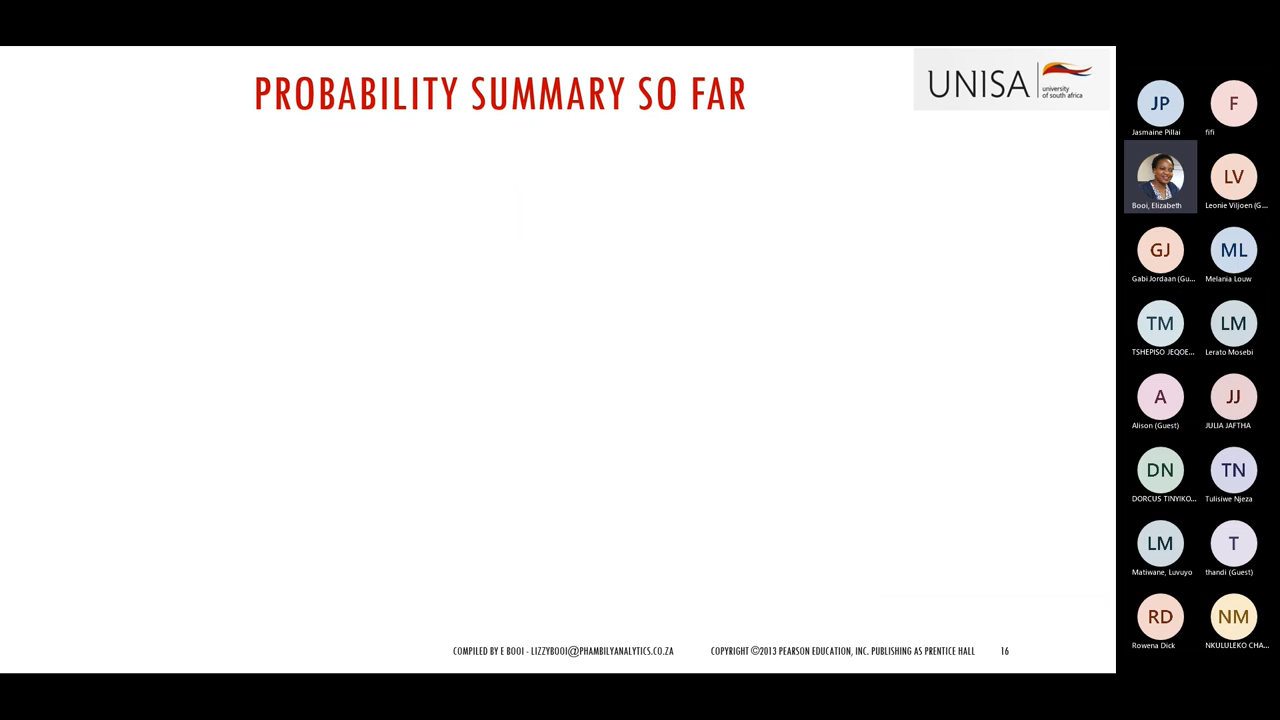 PROBABILITY SUMMARY SO FAR
UNISA
university
of south africa
COMPILED BY E BOOI - LIZZYBOOI@PHAMBILYANALYTICS.CO.ZA
COPYRIGHT ©2013 PEARSON EDUCATION, INC. PUBLISHING AS PRENTICE HALL
16
JP
F
Jasmaine Pillai
fifi
LV
Booi, Elizabeth
Leonie Viljoen (G...
GJ
ML
Gabi Jordaan (Gu...
Melania Louw
TM
LM
TSHEPISO JEQOE...
Lerato Mosebi
A
JJ
Alison (Guest)
JULIA JAFTHA
DN
TN
DORCUS TINYIKO...
Tulisiwe Njeza
LM
T
Matiwane, Luvuyo
thandi (Guest)
RD
NM
Rowena Dick
NKULULEKO CHA...